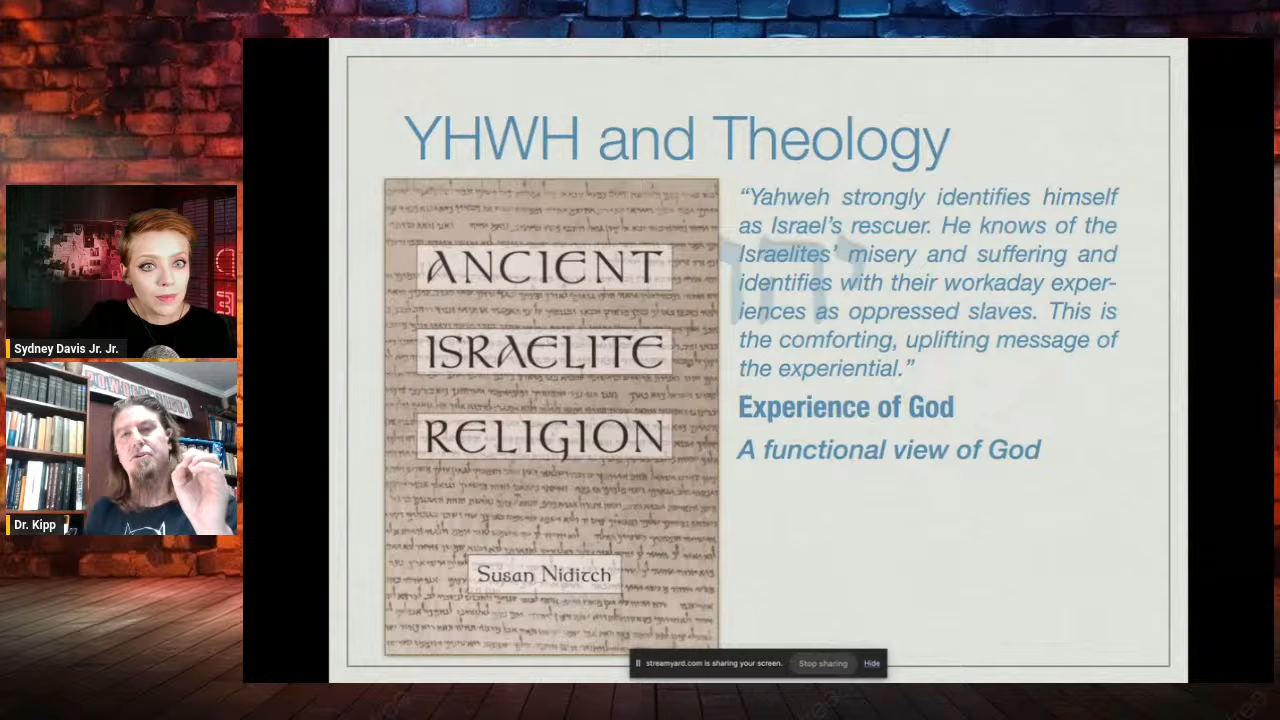 YHWH and Theology
ANCIENT
ISRAELITE
RELIGION
Susan Niditch
“Yahweh strongly identifies himself
as Israel’s rescuer. He knows of the
Israelites’ misery and suffering and
identifies with their workaday exper-
iences as oppressed slaves. This is
the comforting, uplifting message of
the experiential.”
Experience of God
A functional view of God
Sydney Davis Jr. Jr.
Dr. Kipp
streamyard.com is sharing your screen.
Stop sharing
Hide